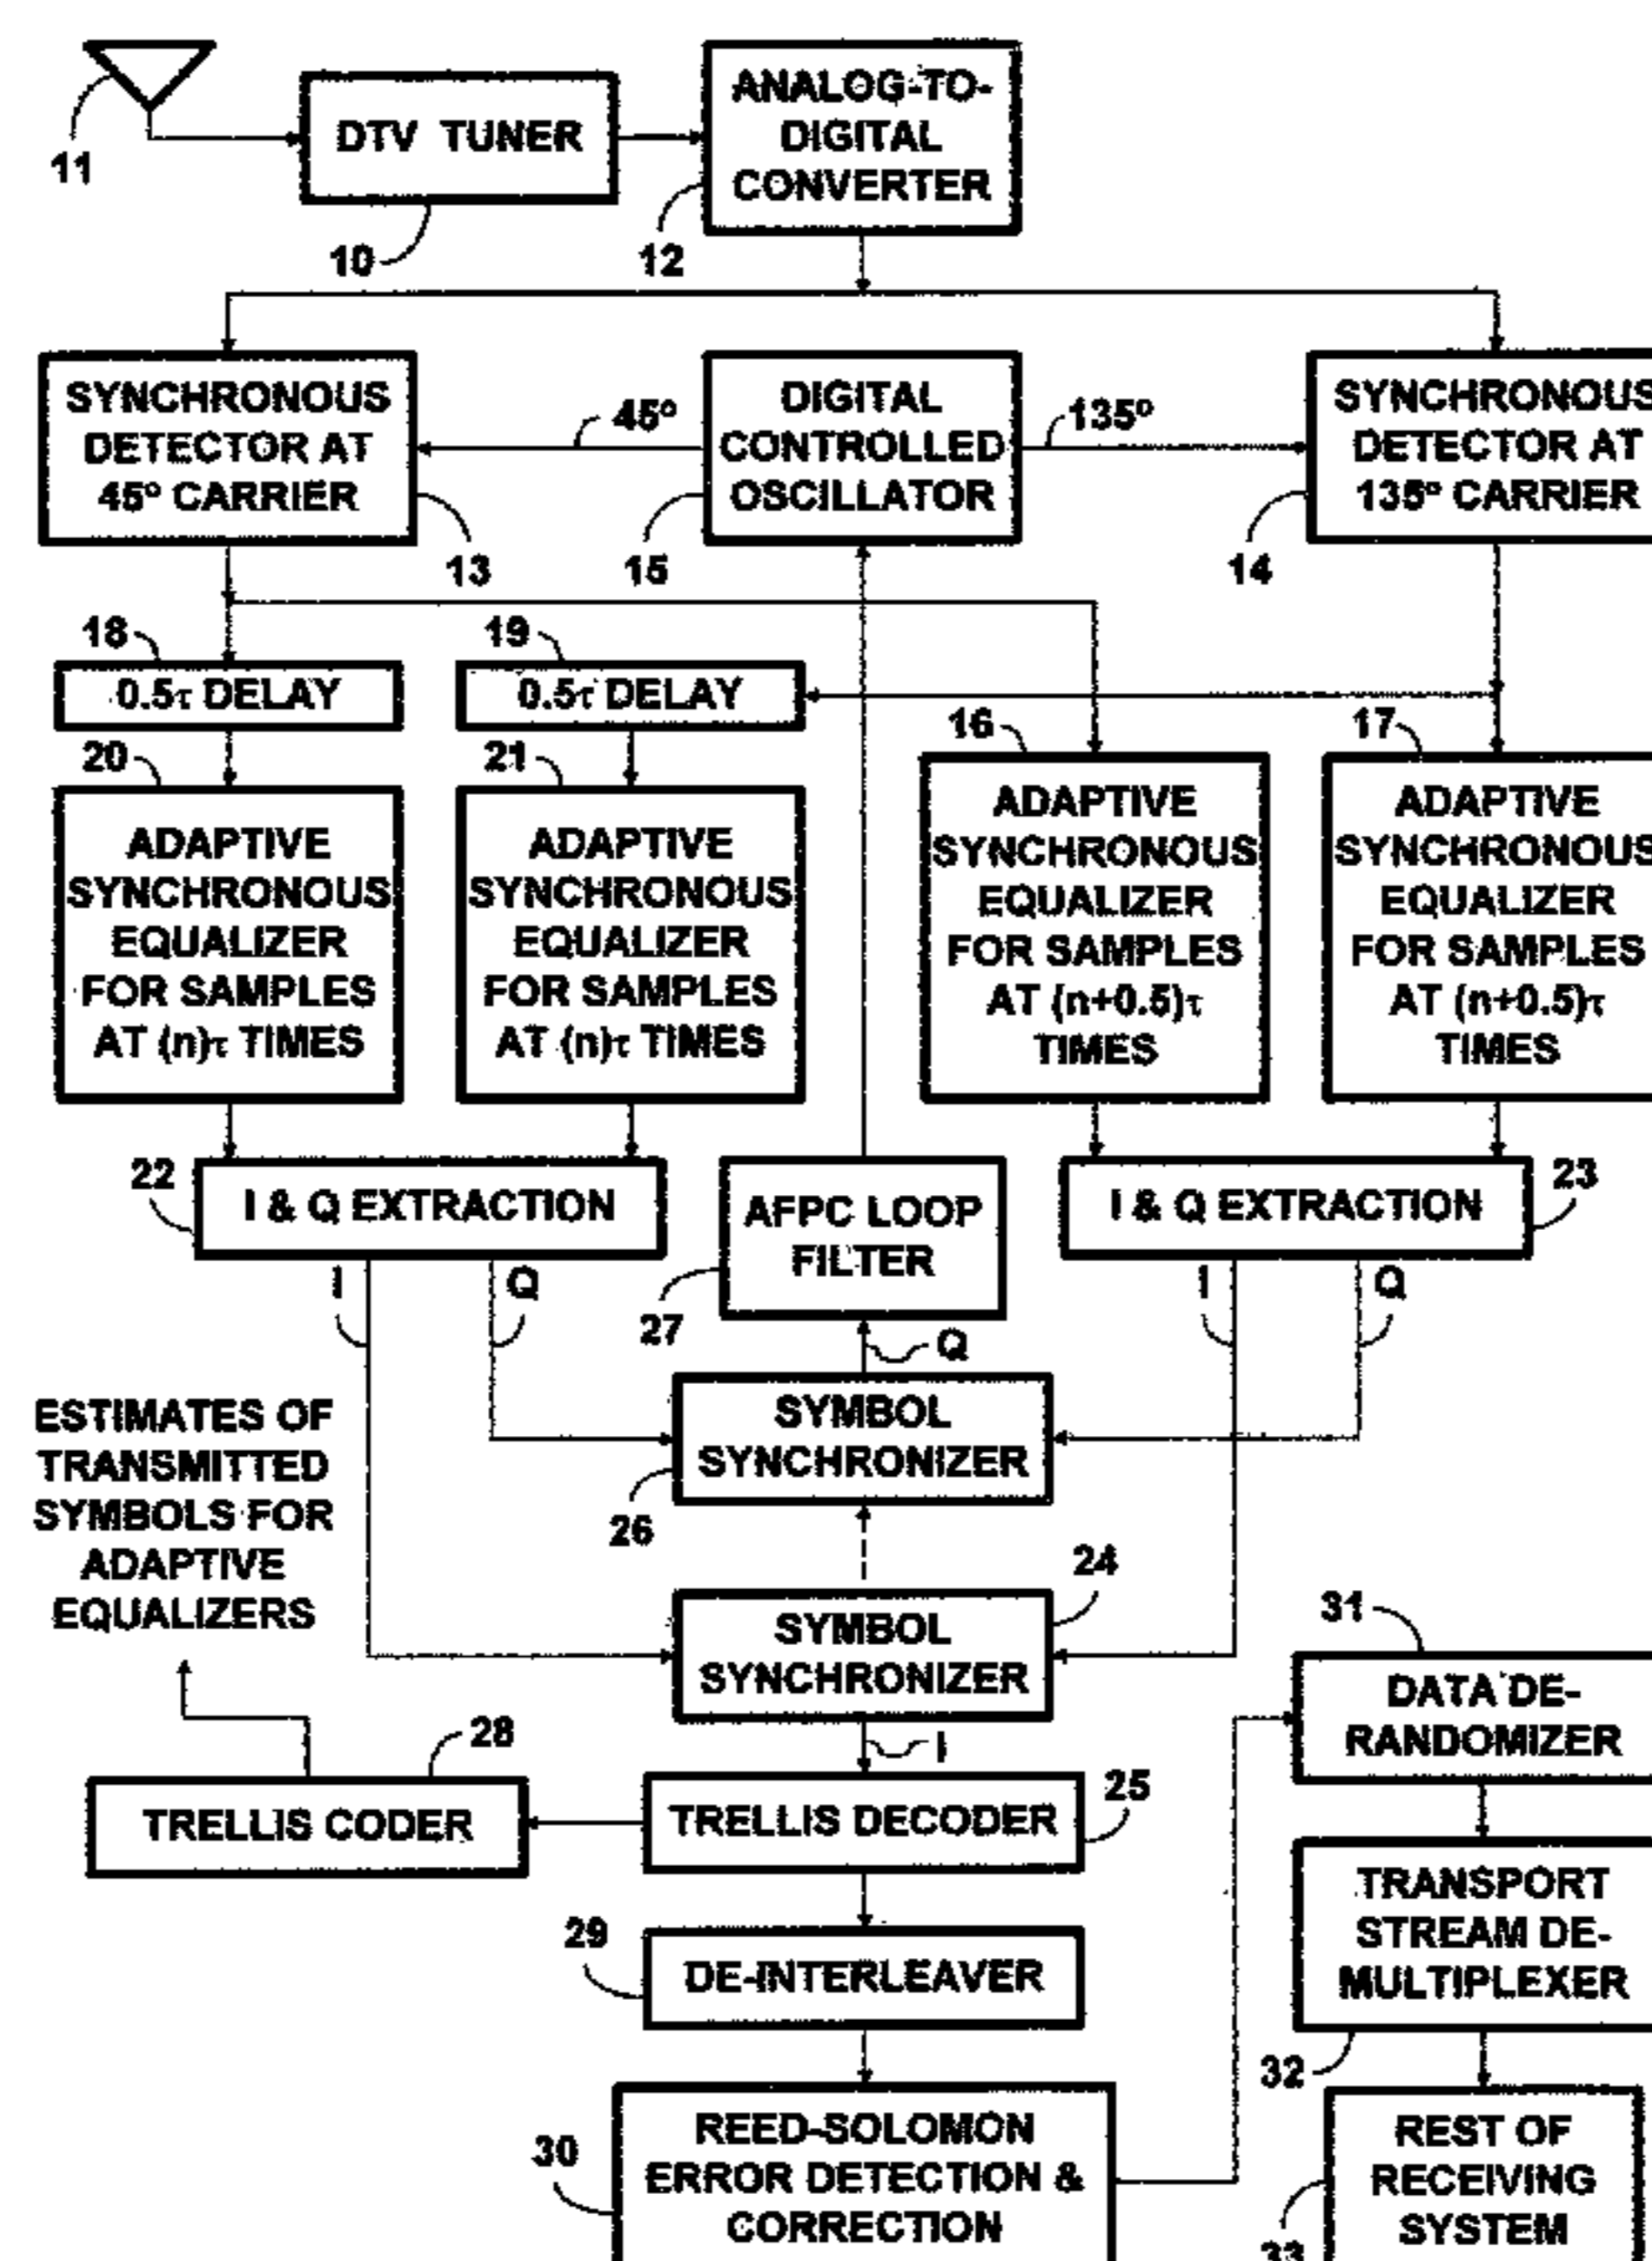 11
DTV TUNER
10
ANALOG-TO-
DIGITAL
CONVERTER
12
SYNCHRONOUS
DETECTOR AT
45º CARRIER
13
45º
DIGITAL
CONTROLLED
OSCILLATOR
15
135º
SYNCHRONOUS
DETECTOR AT
135º CARRIER
14
18
0.5τ DELAY
19
0.5τ DELAY
20
ADAPTIVE
SYNCHRONOUS
EQUALIZER
FOR SAMPLES
AT (n)τ TIMES
21
ADAPTIVE
SYNCHRONOUS
EQUALIZER
FOR SAMPLES
AT (n)τ TIMES
16
ADAPTIVE
SYNCHRONOUS
EQUALIZER
FOR SAMPLES
AT (n+0.5)τ
TIMES
17
ADAPTIVE
SYNCHRONOUS
EQUALIZER
FOR SAMPLES
AT (n+0.5)τ
TIMES
22
I & Q EXTRACTION
I
Q
AFPC LOOP
FILTER
27
Q
I & Q EXTRACTION
23
I
Q
SYMBOL
SYNCHRONIZER
26
ESTIMATES OF
TRANSMITTED
SYMBOLS FOR
ADAPTIVE
EQUALIZERS
SYMBOL
SYNCHRONIZER
24
I
28
TRELLIS CODER
TRELLIS DECODER
25
29
DE-INTERLEAVER
30
REED-SOLOMON
ERROR DETECTION &
CORRECTION
31
DATA DE-
RANDOMIZER
TRANSPORT
STREAM DE-
MULTIPLEXER
32
REST OF
RECEIVING
SYSTEM
33